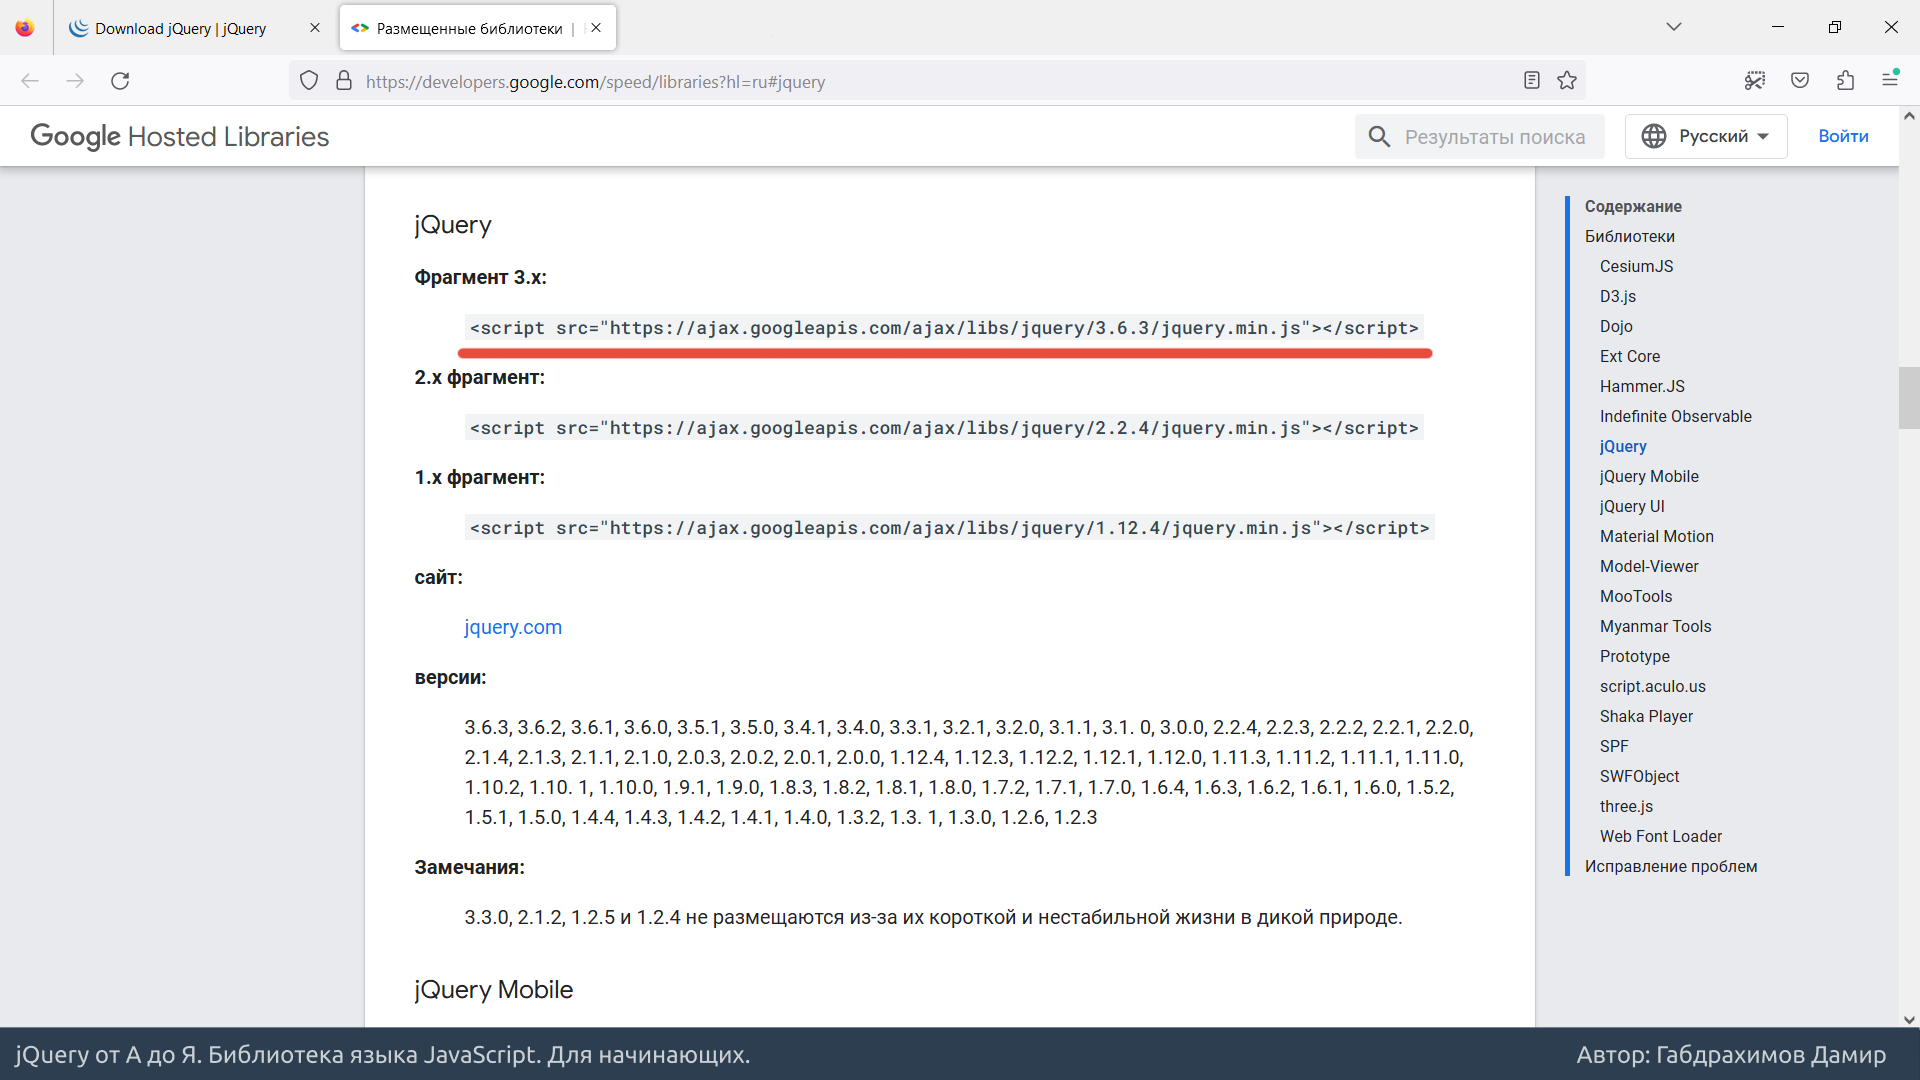 Download jQuery | jQuery
Размещенные библиотеки |
https://developers.google.com/speed/libraries?hl=ru#jquery
Google Hosted Libraries
Результаты поиска
Русский
Войти
jQuery
Фрагмент 3.x:
<script src="https://ajax.googleapis.com/ajax/libs/jquery/3.6.3/jquery.min.js"></script>
2.x фрагмент:
<script src="https://ajax.googleapis.com/ajax/libs/jquery/2.2.4/jquery.min.js"></script>
1.x фрагмент:
<script src="https://ajax.googleapis.com/ajax/libs/jquery/1.12.4/jquery.min.js"></script>
сайт:
jquery.com
версии:
3.6.3, 3.6.2, 3.6.1, 3.6.0, 3.5.1, 3.5.0, 3.4.1, 3.4.0, 3.3.1, 3.2.1, 3.2.0, 3.1.1, 3.1. 0, 3.0.0, 2.2.4, 2.2.3, 2.2.2, 2.2.1, 2.2.0,
2.1.4, 2.1.3, 2.1.1, 2.1.0, 2.0.3, 2.0.2, 2.0.1, 2.0.0, 1.12.4, 1.12.3, 1.12.2, 1.12.1, 1.12.0, 1.11.3, 1.11.2, 1.11.1, 1.11.0,
1.10.2, 1.10. 1, 1.10.0, 1.9.1, 1.9.0, 1.8.3, 1.8.2, 1.8.1, 1.8.0, 1.7.2, 1.7.1, 1.7.0, 1.6.4, 1.6.3, 1.6.2, 1.6.1, 1.6.0, 1.5.2,
1.5.1, 1.5.0, 1.4.4, 1.4.3, 1.4.2, 1.4.1, 1.4.0, 1.3.2, 1.3. 1, 1.3.0, 1.2.6, 1.2.3
Замечания:
3.3.0, 2.1.2, 1.2.5 и 1.2.4 не размещаются из-за их короткой и нестабильной жизни в дикой природе.
jQuery Mobile
Содержание
Библиотеки
CesiumJS
D3.js
Dojo
Ext Core
Hammer.JS
Indefinite Observable
jQuery
jQuery Mobile
jQuery UI
Material Motion
Model-Viewer
MooTools
Myanmar Tools
Prototype
script.aculo.us
Shaka Player
SPF
SWFObject
three.js
Web Font Loader
Исправление проблем
jQuery от А до Я. Библиотека языка JavaScript. Для начинающих.
Автор: Габдрахимов Дамир